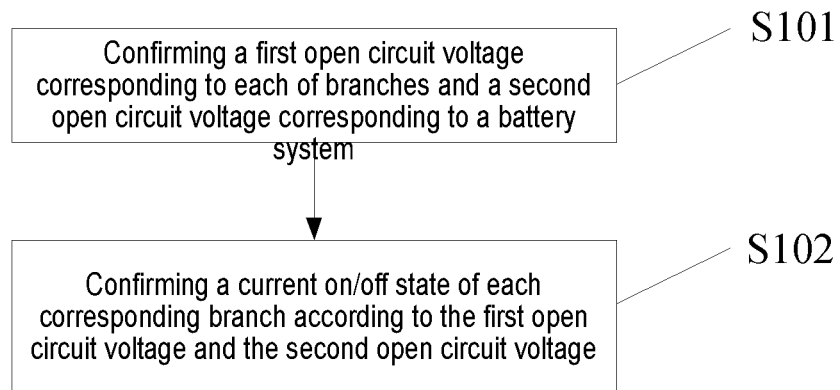 S101
Confirming a first open circuit voltage
corresponding to each of branches and a second
open circuit voltage corresponding to a battery
system
S102
Confirming a current on/off state of each
corresponding branch according to the first open
circuit voltage and the second open circuit voltage